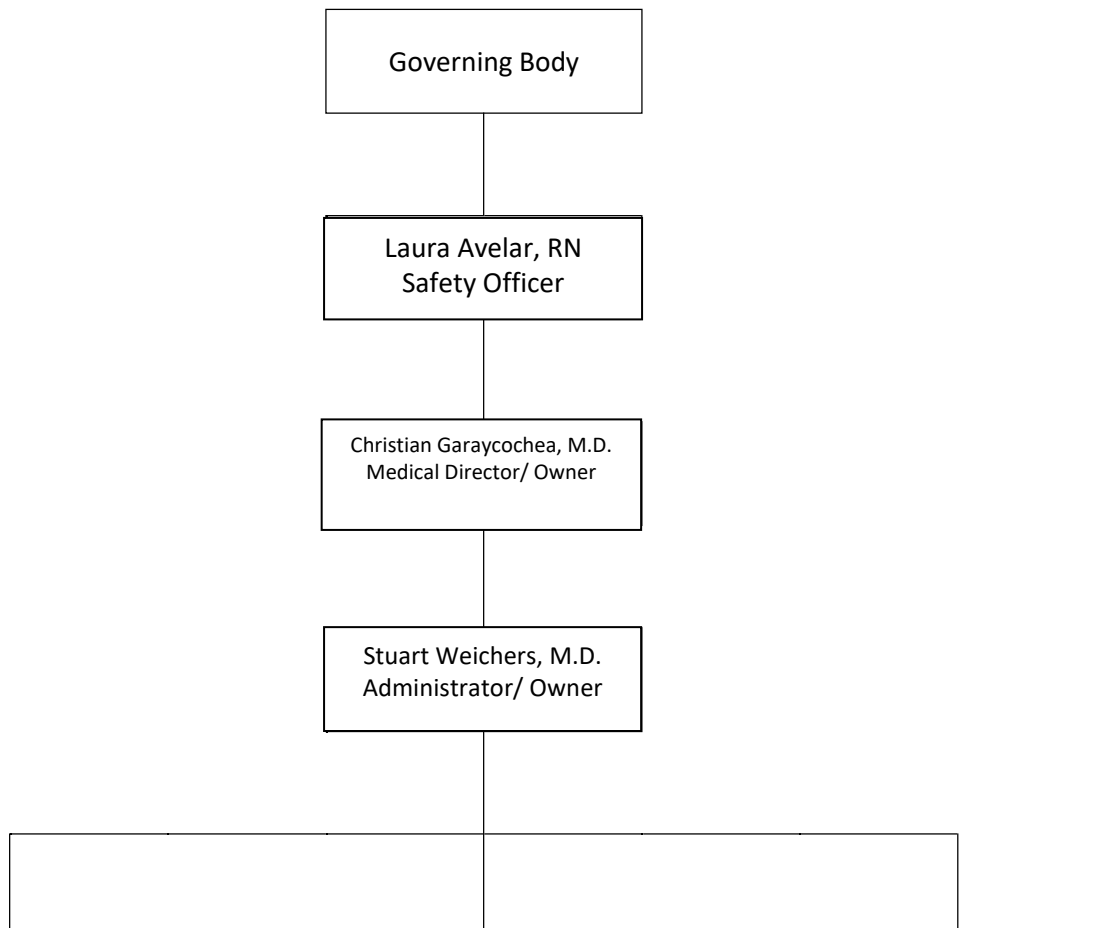 Governing Body
Laura Avelar, RN
Safety Officer
Christian Garaycochea, M.D.
Medical Director/ Owner
Stuart Weichers, M.D.
Administrator/ Owner